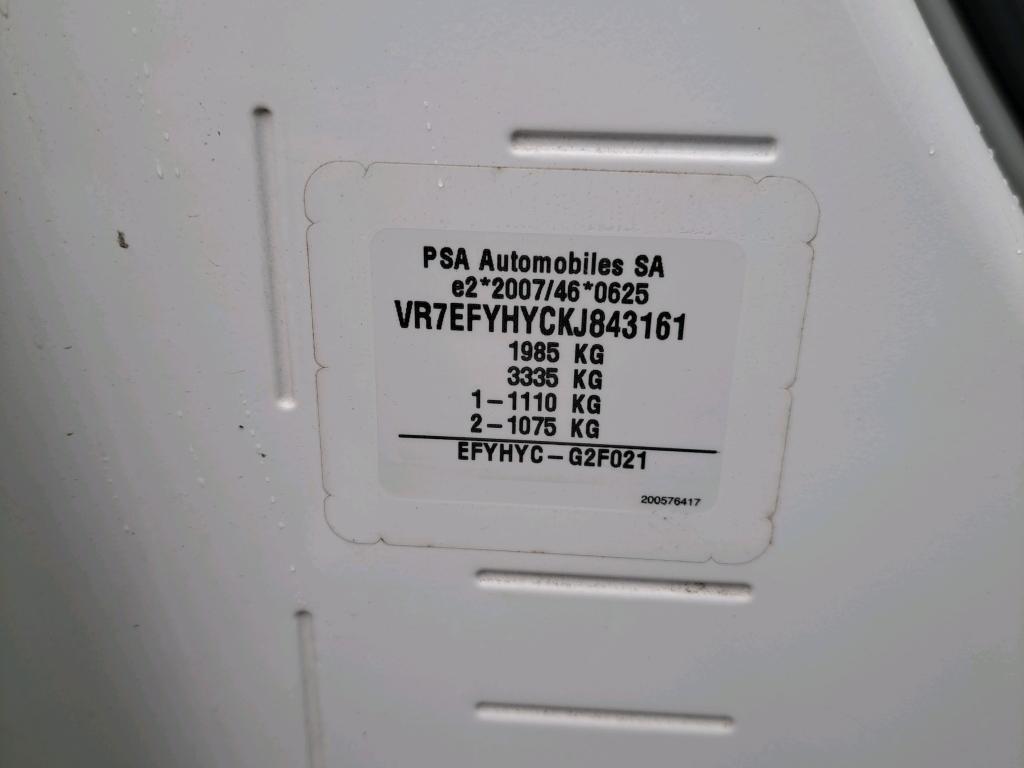 PSA Automobiles SA
e2*2007/46*0625
VR7EFYHYCKJ843161
1985 KG
3335 KG
1-1110 KG
2-1075 KG
EFYHYC-G2F021
200576417